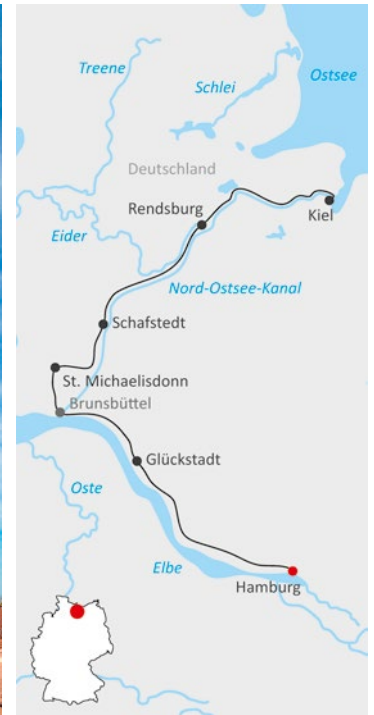 Treene
Schlei
Ostsee
Deutschland
Rendsburg
Kiel
Eider
Nord-Ostsee-Kanal
Schafstedt
St. Michaelisdonn
Brunsbüttel
Glückstadt
Oste
Elbe
Hamburg